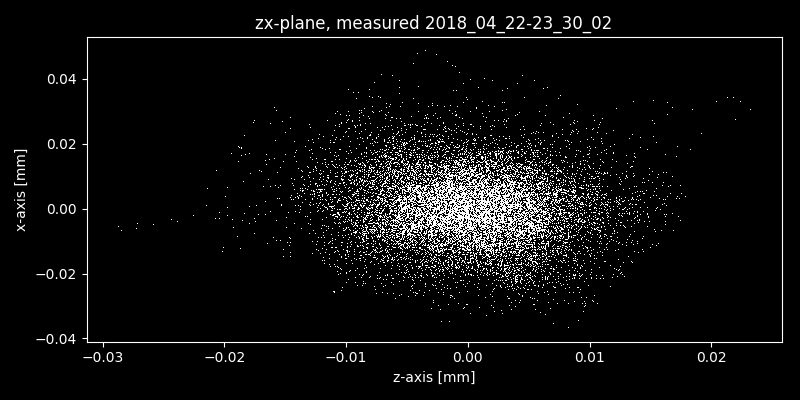 zx-plane, measured 2018_04_22-23_30_02
0.04
0.02
0.00
−0.02
−0.04
x-axis [mm]
−0.03 −0.02 −0.01 0.00 0.01 0.02
z-axis [mm]